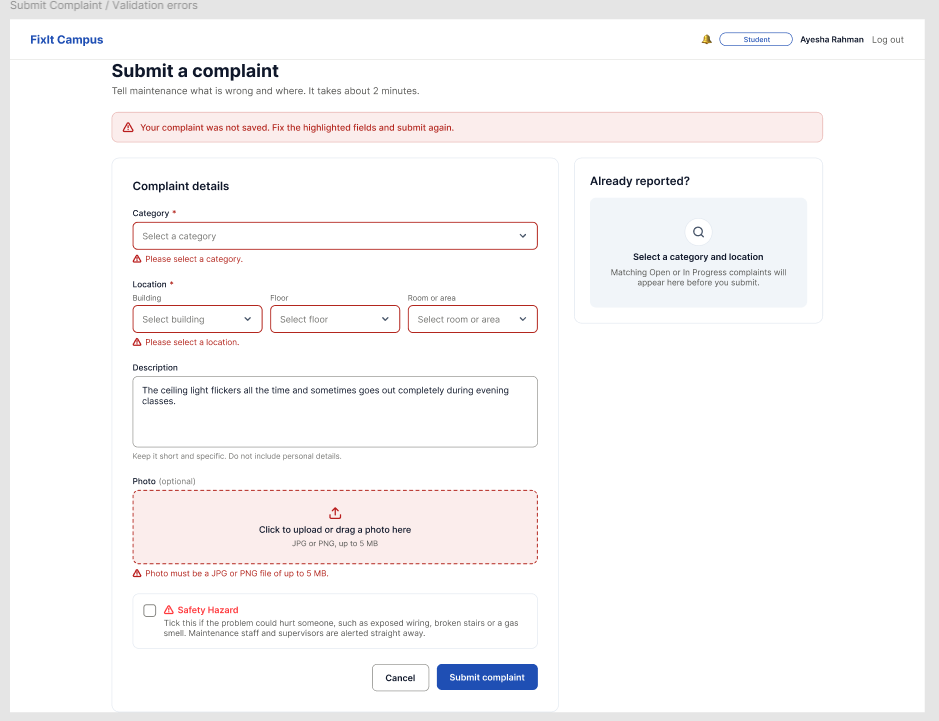 Submit Complaint / Validation errors
FixIt Campus
Student
Ayesha Rahman
Log out
Submit a complaint
Tell maintenance what is wrong and where. It takes about 2 minutes.
Your complaint was not saved. Fix the highlighted fields and submit again.
Complaint details
Category *
Select a category
Please select a category.
Location *
Building
Floor
Room or area
Select building
Select floor
Select room or area
Please select a location.
Description
The ceiling light flickers all the time and sometimes goes out completely during evening
classes.
Keep it short and specific. Do not include personal details.
Photo (optional)
Click to upload or drag a photo here
JPG or PNG, up to 5 MB
Photo must be a JPG or PNG file of up to 5 MB.
Safety Hazard
Tick this if the problem could hurt someone, such as exposed wiring, broken stairs or a gas
smell. Maintenance staff and supervisors are alerted straight away.
Cancel
Submit complaint
Already reported?
Select a category and location
Matching Open or In Progress complaints will
appear here before you submit.